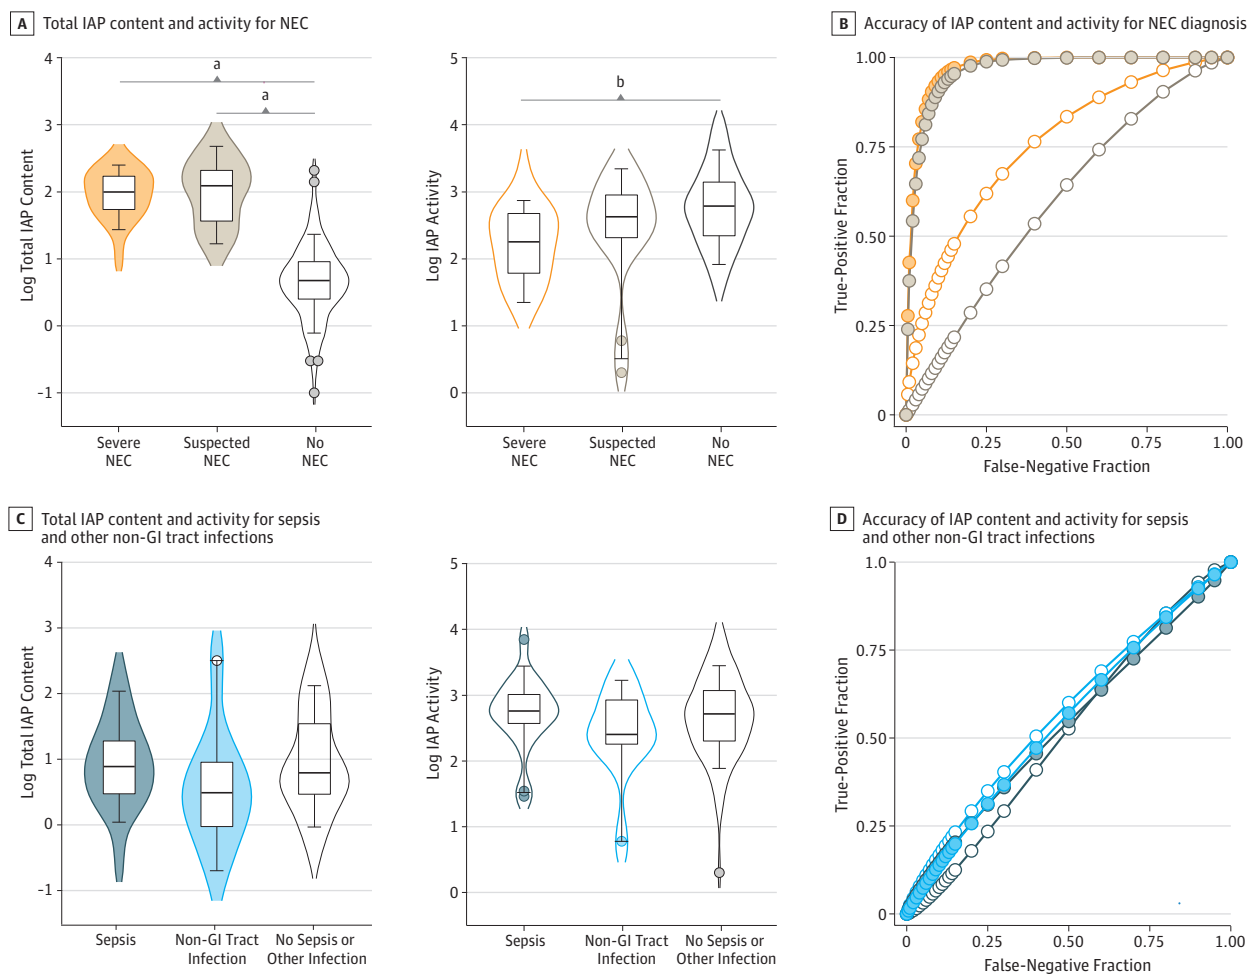 A Total IAP content and activity for NEC
4
3
2
1
0
−1
Log Total IAP Content
a
a
Severe
NEC
Suspected
NEC
No
NEC
5
4
3
2
1
0
Log IAP Activity
b
Severe
NEC
Suspected
NEC
No
NEC
B Accuracy of IAP content and activity for NEC diagnosis
1.00
0.75
0.50
0.25
0
True-Positive Fraction
0 0.25 0.50 0.75 1.00
False-Negative Fraction
C Total IAP content and activity for sepsis
and other non-GI tract infections
4
3
2
1
0
−1
Log Total IAP Content
Sepsis
Non-GI Tract
Infection
No Sepsis or
Other Infection
5
4
3
2
1
0
Log IAP Activity
Sepsis
Non-GI Tract
Infection
No Sepsis or
Other Infection
D Accuracy of IAP content and activity for sepsis
and other non-GI tract infections
1.0
0.75
0.50
0.25
0
True-Positive Fraction
0 0.25 0.50 0.75 1.00
False-Negative Fraction